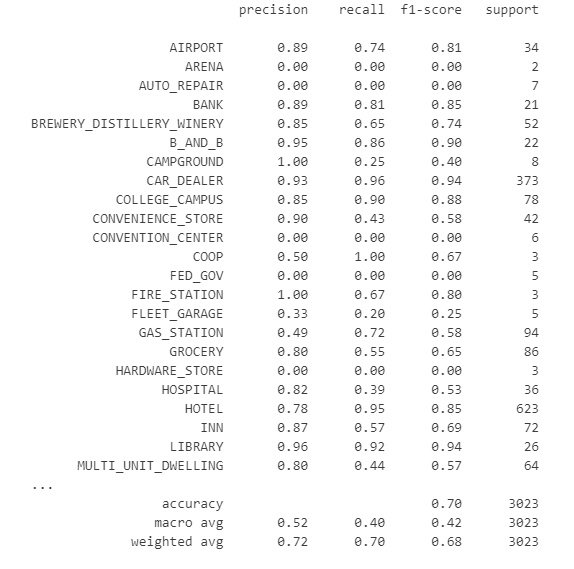 precision recall f1-score support
AIRPORT 0.89 0.74 0.81 34
ARENA 0.00 0.00 0.00 2
AUTO_REPAIR 0.00 0.00 0.00 7
BANK 0.89 0.81 0.85 21
BREWERY_DISTILLERY_WINERY 0.85 0.65 0.74 52
B_AND_B 0.95 0.86 0.90 22
CAMPGROUND 1.00 0.25 0.40 8
CAR_DEALER 0.93 0.96 0.94 373
COLLEGE_CAMPUS 0.85 0.90 0.88 78
CONVENIENCE_STORE 0.90 0.43 0.58 42
CONVENTION_CENTER 0.00 0.00 0.00 6
COOP 0.50 1.00 0.67 3
FED_GOV 0.00 0.00 0.00 5
FIRE_STATION 1.00 0.67 0.80 3
FLEET_GARAGE 0.33 0.20 0.25 5
GAS_STATION 0.49 0.72 0.58 94
GROCERY 0.80 0.55 0.65 86
HARDWARE_STORE 0.00 0.00 0.00 3
HOSPITAL 0.82 0.39 0.53 36
HOTEL 0.78 0.95 0.85 623
INN 0.87 0.57 0.69 72
LIBRARY 0.96 0.92 0.94 26
MULTI_UNIT_DWELLING 0.80 0.44 0.57 64
...
accuracy 0.70 3023
macro avg 0.52 0.40 0.42 3023
weighted avg 0.72 0.70 0.68 3023